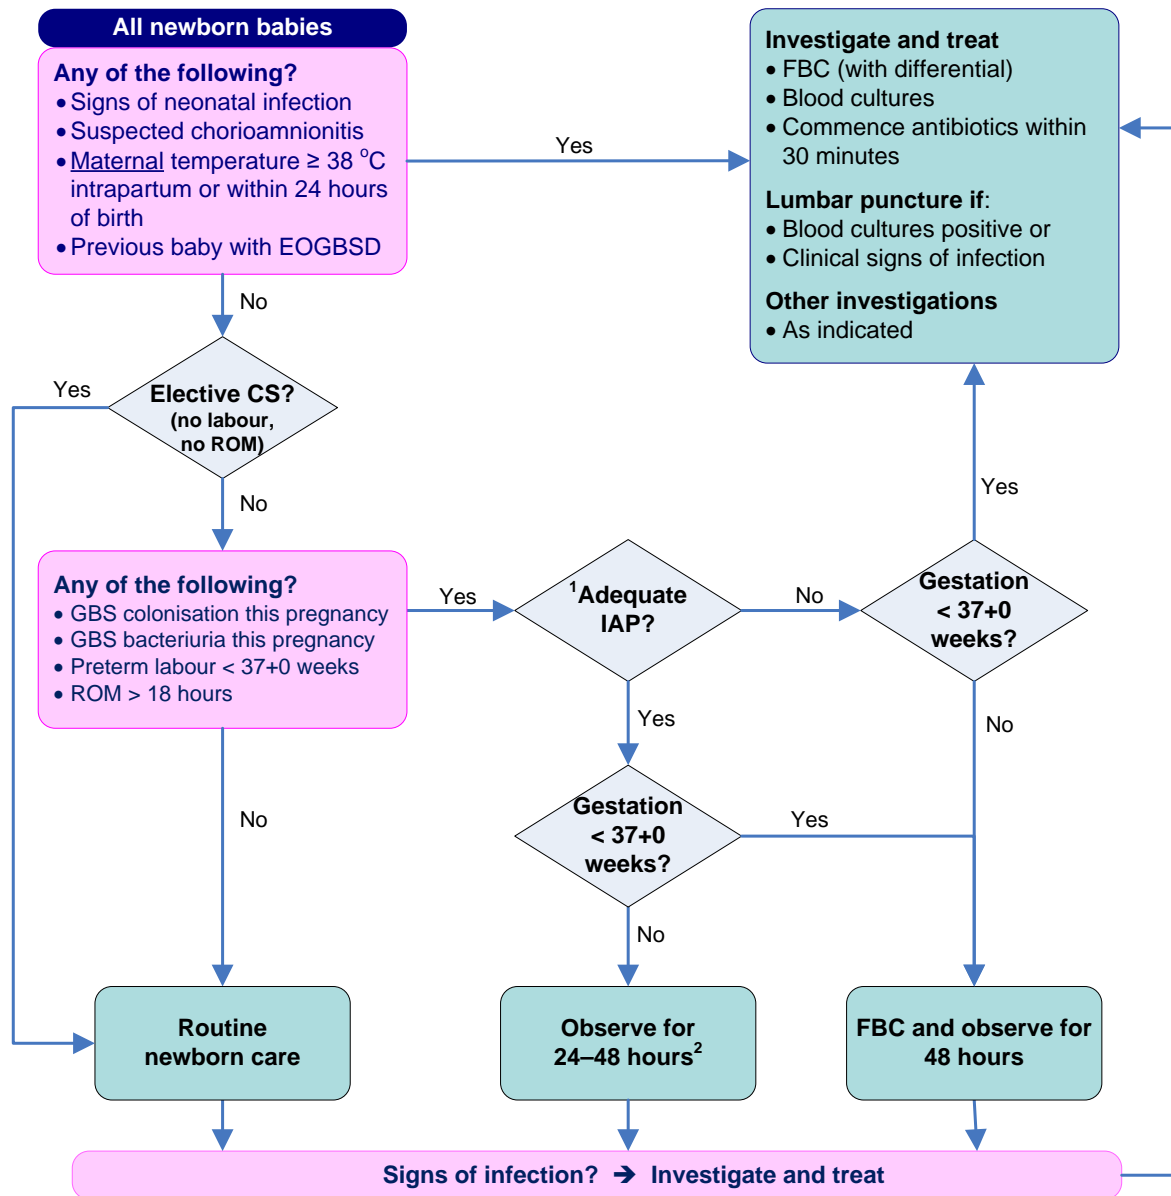 All newborn babies
Any of the following?
• Signs of neonatal infection
• Suspected chorioamnionitis
• Maternal temperature ≥ 38 °C
intrapartum or within 24 hours
of birth
• Previous baby with EOGBSD
Yes
Investigate and treat
• FBC (with differential)
• Blood cultures
• Commence antibiotics within
30 minutes
Lumbar puncture if:
• Blood cultures positive or
• Clinical signs of infection
Other investigations
• As indicated
No
Yes
Elective CS?
(no labour,
no ROM)
No
Any of the following?
• GBS colonisation this pregnancy
• GBS bacteriuria this pregnancy
• Preterm labour < 37+0 weeks
• ROM > 18 hours
Yes
¹Adequate
IAP?
No
Gestation
< 37+0
weeks?
Yes
No
Yes
Gestation
< 37+0
weeks?
Yes
No
No
Routine
newborn care
Observe for
24–48 hours²
FBC and observe for
48 hours
Signs of infection? ➔ Investigate and treat